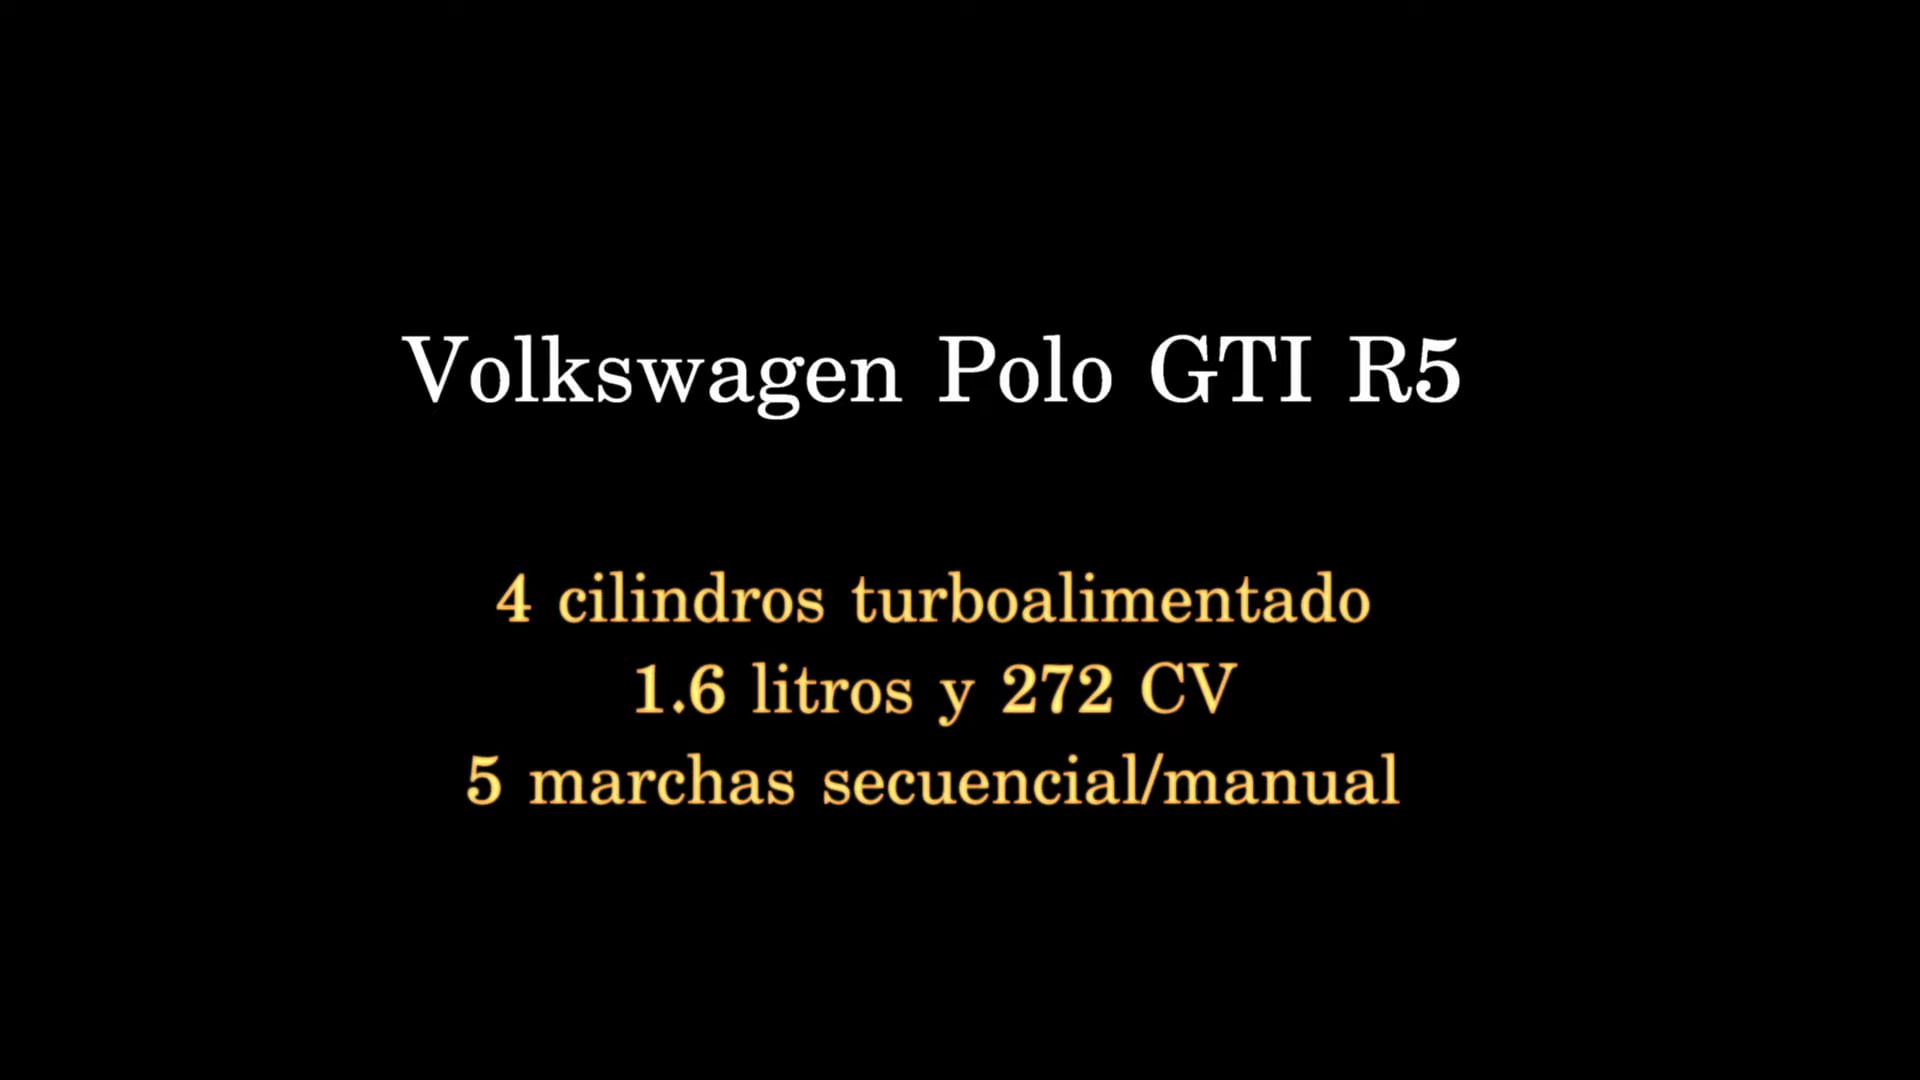 Volkswagen Polo GTI R5
4 cilindros turboalimentado
1.6 litros y 272 CV
5 marchas secuencial/manual